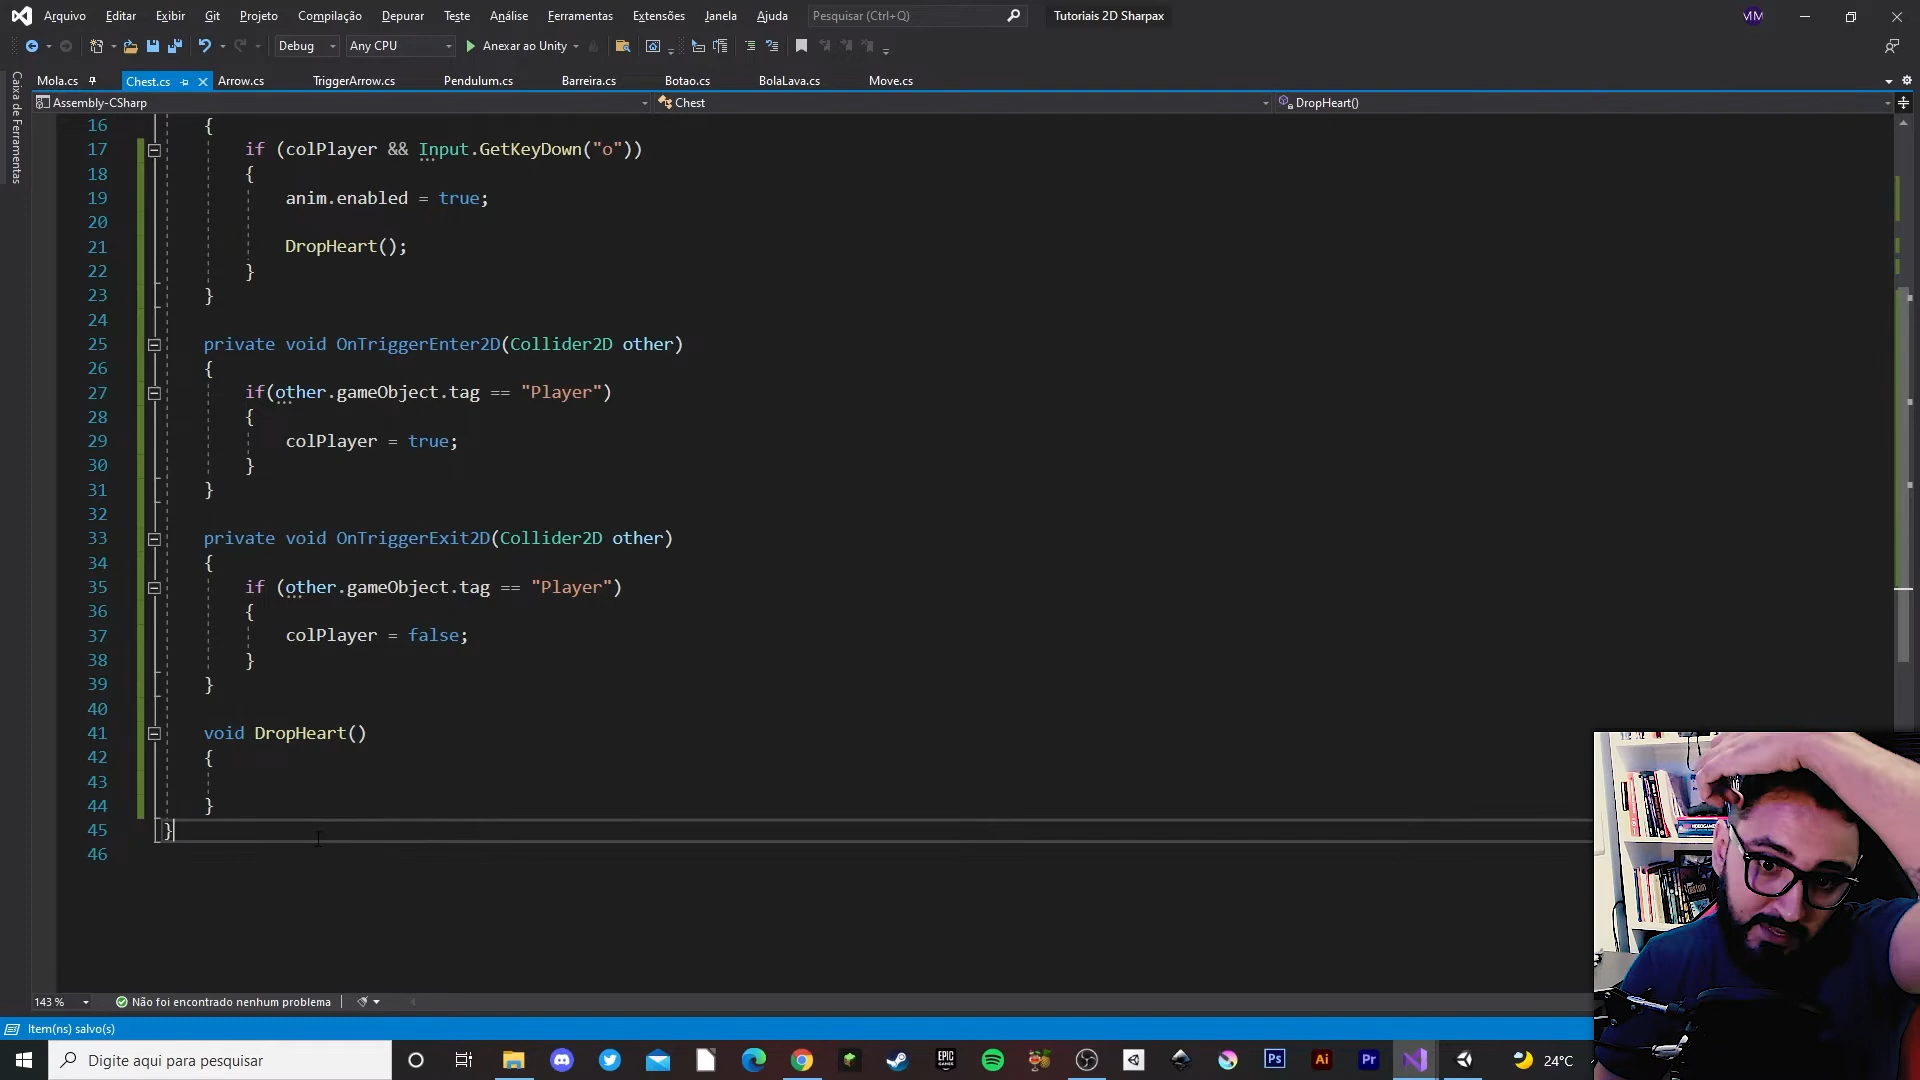 Arquivo Editar Exibir Git Projeto Compilação Depurar Teste Análise Ferramentas Extensões Janela Ajuda Pesquisar (Ctrl+Q) Tutoriais 2D Sharpax MM
Debug Any CPU Anexar ao Unity
Mola.cs Chest.cs Arrow.cs TriggerArrow.cs Pendulum.cs Barreira.cs Botao.cs BolaLava.cs Move.cs
Caixa de Ferramentas
Assembly-CSharp Chest DropHeart()
16 {
17 if (colPlayer && Input.GetKeyDown("o"))
18 {
19 anim.enabled = true;
20
21 DropHeart();
22 }
23 }
24
25 private void OnTriggerEnter2D(Collider2D other)
26 {
27 if(other.gameObject.tag == "Player")
28 {
29 colPlayer = true;
30 }
31 }
32
33 private void OnTriggerExit2D(Collider2D other)
34 {
35 if (other.gameObject.tag == "Player")
36 {
37 colPlayer = false;
38 }
39 }
40
41 void DropHeart()
42 {
43
44 }
45 }
46
143 % Não foi encontrado nenhum problema
Item(ns) salvo(s)
Digite aqui para pesquisar EPIC GAMES Ps Ai Pr 24°C